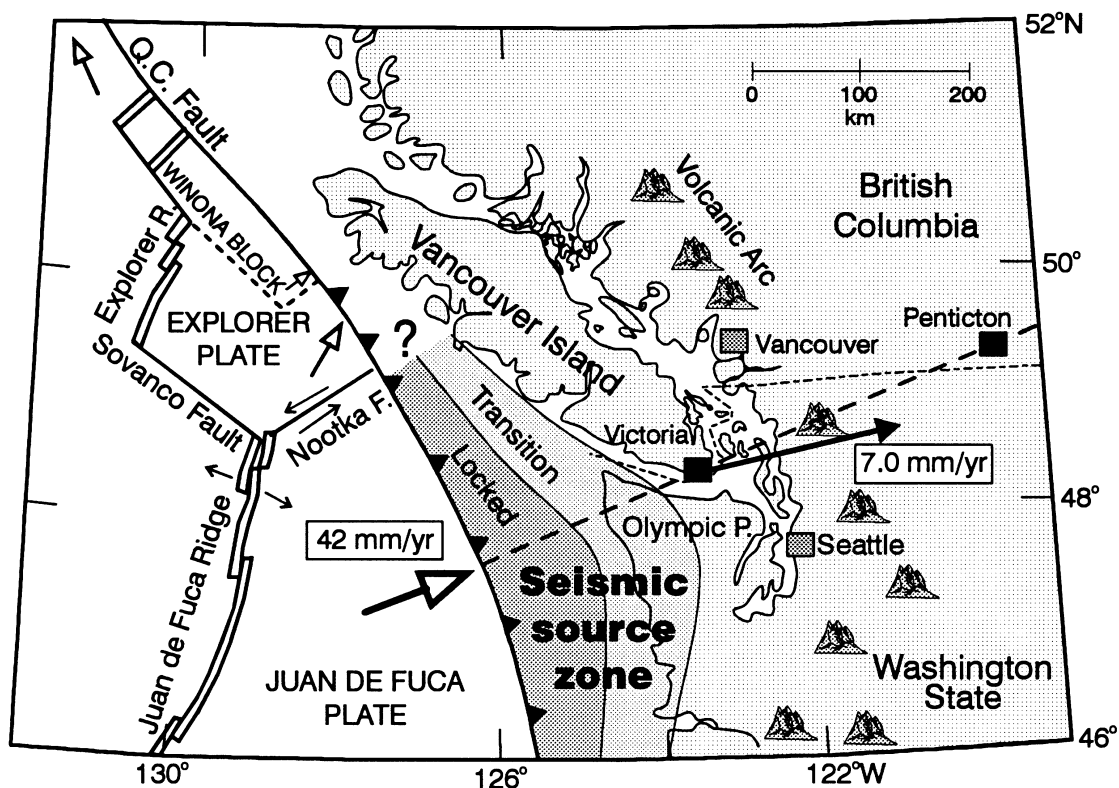 52°N
Q.C. Fault
0 100 200
km
WINONA BLOCK
Volcanic Arc
British
Columbia
Explorer R.
Vancouver Island
50°
EXPLORER
PLATE
?
Penticton
Vancouver
Sovanco Fault
Nootka F.
Transition
Victoria
7.0 mm/yr
Locked
48°
Olympic P.
42 mm/yr
Seattle
Juan de Fuca Ridge
Seismic
source
zone
JUAN DE FUCA
PLATE
Washington
State
46°
130°
126°
122°W